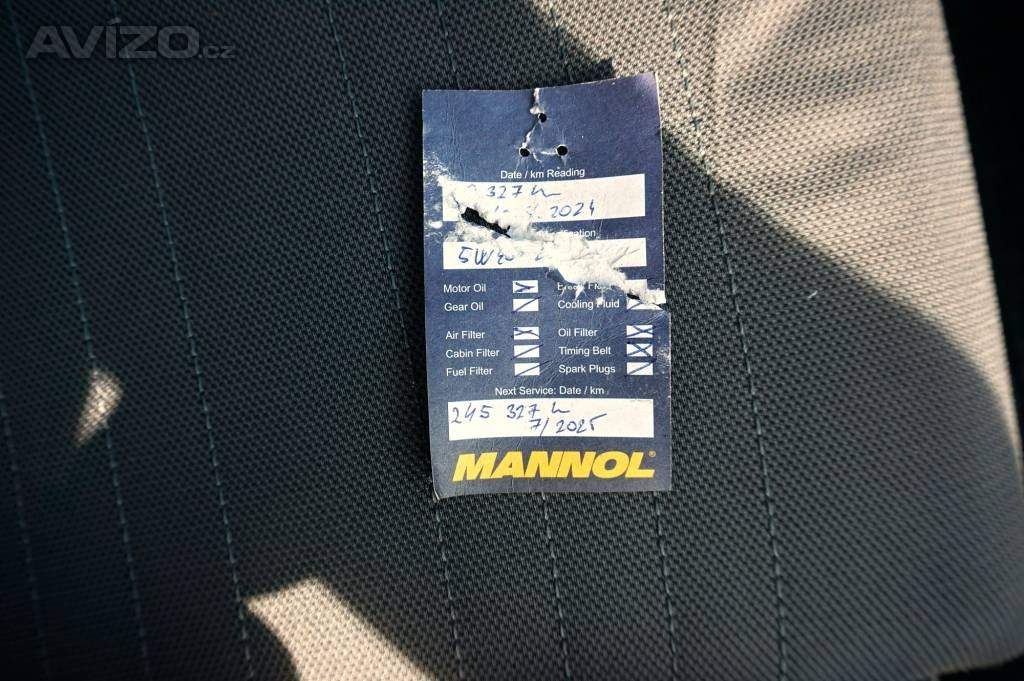 AVÍZO.cz
Date / km Reading
327
2024
5W
Motor Oil
Gear Oil Cooling Fluid
Air Filter Oil Filter
Cabin Filter Timing Belt
Fuel Filter Spark Plugs
Next Service: Date / km
245 327
7/2025
MANNOL®